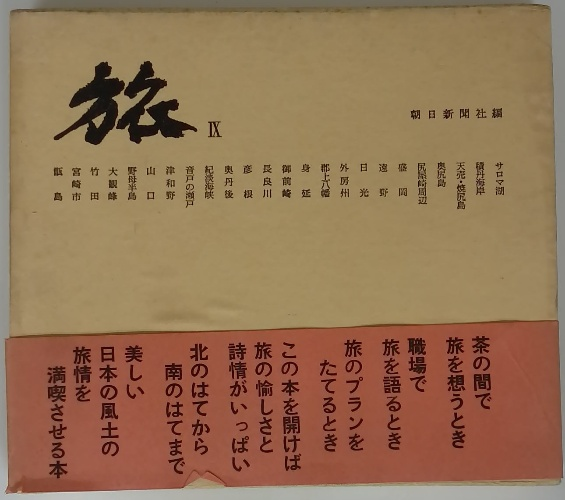 旅 IX
朝日新聞社編
サロマ湖
積丹海岸
天売・焼尻島
奥尻島
尻屋崎周辺
盛岡
遠野
日光
外房州
郡上八幡
身延
御前崎
長良川
彦根
奥丹後
紀淡海峡
音戸の瀬戸
津和野
山口
野母半島
大観峰
竹田
宮崎市
甑島
茶の間で
旅を想うとき
職場で
旅を語るとき
旅のプランを
たてるとき
この本を開けば
旅の愉しさと
詩情がいっぱい
北のはてから
南のはてまで
美しい
日本の風土の
旅情を
満喫させる本